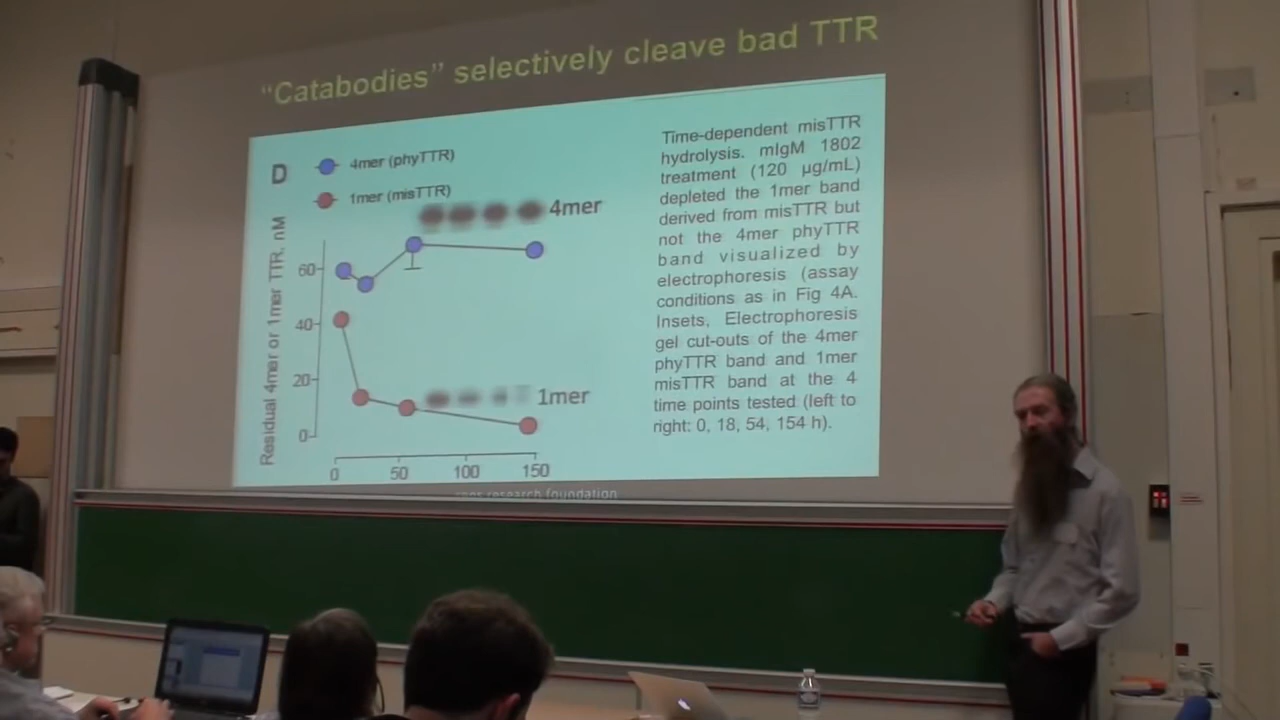 “Catabodies” selectively cleave bad TTR
D
4mer (phyTTR)
1mer (misTTR)
4mer
Residual 4mer or 1mer TTR, nM
60
40
20
0
1mer
0 50 100 150
Time-dependent misTTR
hydrolysis. mIgM 1802
treatment (120 µg/mL)
depleted the 1mer band
derived from misTTR but
not the 4mer phyTTR
band visualized by
electrophoresis (assay
conditions as in Fig 4A.
Insets, Electrophoresis
gel cut-outs of the 4mer
phyTTR band and 1mer
misTTR band at the 4
time points tested (left to
right: 0, 18, 54, 154 h).
sens research foundation